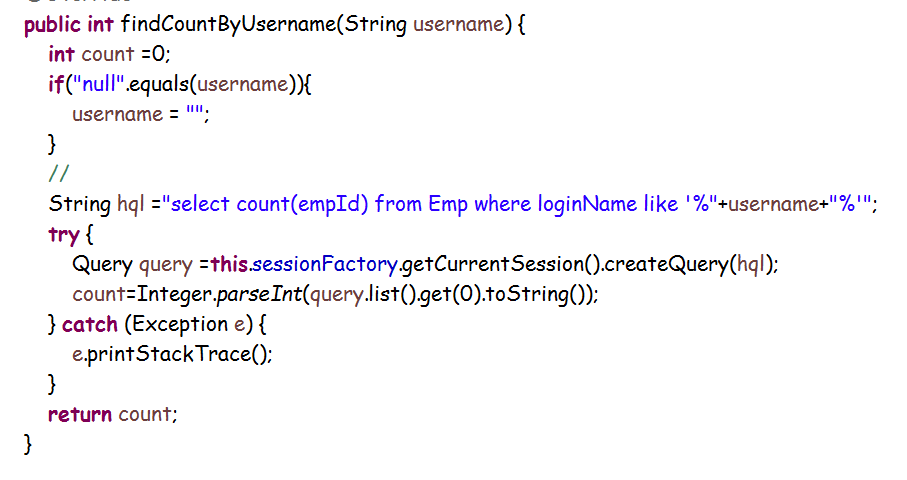 public int findCountByUsername(String username) {
int count =0;
if("null".equals(username)){
username = "";
}
//
String hql ="select count(empId) from Emp where loginName like '%"+username+"%'";
try {
Query query =this.sessionFactory.getCurrentSession().createQuery(hql);
count=Integer.parseInt(query.list().get(0).toString());
} catch (Exception e) {
e.printStackTrace();
}
return count;
}